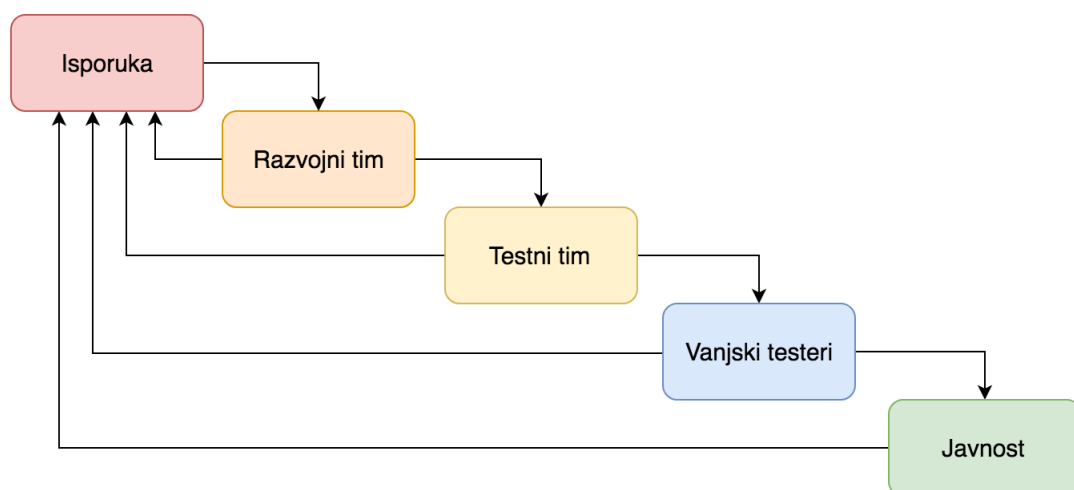 Isporuka
Razvojni tim
Testni tim
Vanjski testeri
Javnost